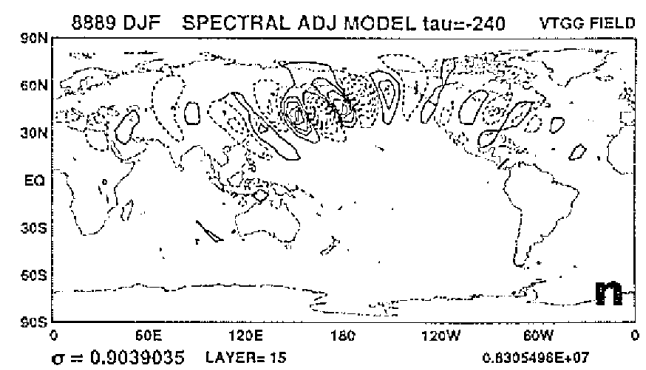 8889 DJF SPECTRAL ADJ MODEL tau=-240 VTGG FIELD
90N
60N
30N
EQ
30S
60S
90S
n
0 60E 120E 180 120W 60W 0
σ = 0.9039035 LAYER= 15 0.8305496E+07